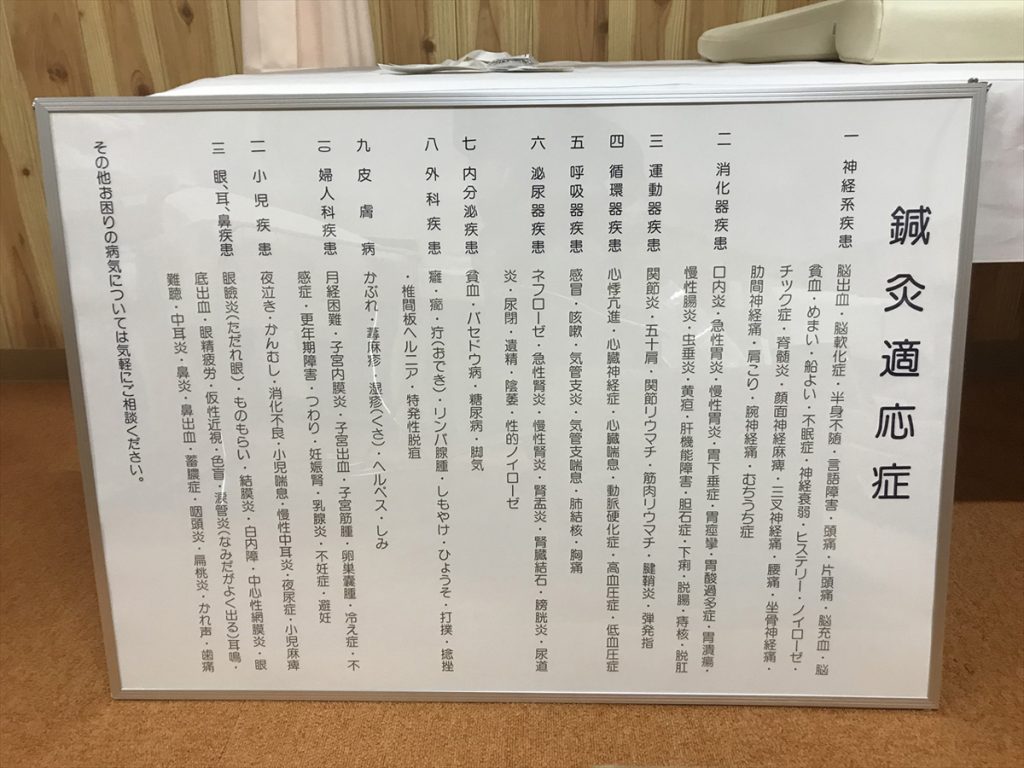 鍼灸適応症
一 神経系疾患 脳出血・脳軟化症・半身不随・言語障害・頭痛・片頭痛・脳充血・脳
貧血・めまい・船よい・不眠症・神経衰弱・ヒステリー・ノイローゼ・
チック症・脊髄炎・顔面神経麻痺・三叉神経痛・腰痛・坐骨神経痛・
肋間神経痛・肩こり・腕神経痛・むちうち症
二 消化器疾患 口内炎・急性胃炎・慢性胃炎・胃下垂症・胃痙攣・胃酸過多症・胃潰瘍・
慢性腸炎・虫垂炎・黄疸・肝機能障害・胆石症・下痢・脱腸・痔核・脱肛
三 運動器疾患 関節炎・五十肩・関節リウマチ・筋肉リウマチ・腱鞘炎・弾発指
四 循環器疾患 心悸亢進・心臓神経症・心臓喘息・動脈硬化症・高血圧症・低血圧症
五 呼吸器疾患 感冒・咳嗽・気管支炎・気管支喘息・肺結核・胸痛
六 泌尿器疾患 ネフローゼ・急性腎炎・慢性腎炎・腎盂炎・腎臓結石・膀胱炎・尿道
炎・尿閉・遺精・陰萎・性的ノイローゼ
七 内分泌疾患 貧血・バセドウ病・糖尿病・脚気
八 外科疾患 癰・癤・疔(おでき)・リンパ腺腫・しもやけ・ひょうそ・打撲・捻挫
・椎間板ヘルニア・特発性脱疽
九 皮膚病 かぶれ・蕁麻疹・湿疹(くさ)・ヘルペス・しみ
一〇 婦人科疾患 月経困難・子宮内膜炎・子宮出血・子宮筋腫・卵巣嚢腫・冷え症・不
感症・更年期障害・つわり・妊娠腎・乳腺炎・不妊症・避妊
一一 小児疾患 夜泣き・かんむし・消化不良・小児喘息・慢性中耳炎・夜尿症・小児麻痺
一二 眼、耳、鼻疾患 眼瞼炎(ただれ眼)・ものもらい・結膜炎・白内障・中心性網膜炎・眼
底出血・眼精疲労・仮性近視・色盲・涙管炎(なみだがよく出る)耳鳴・
難聴・中耳炎・鼻炎・鼻出血・蓄膿症・咽頭炎・扁桃炎・かれ声・歯痛
その他お困りの病気については気軽にご相談ください。